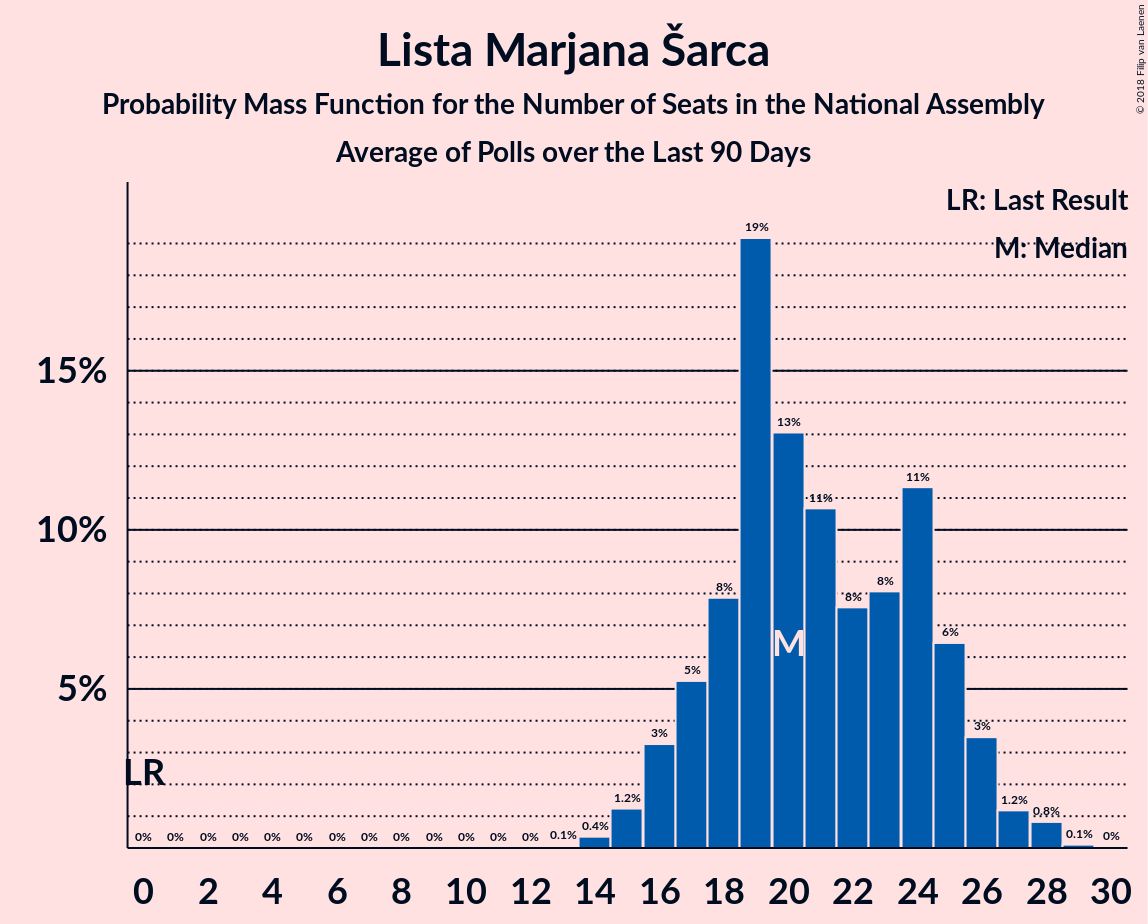 Lista Marjana Šarca
Probability Mass Function for the Number of Seats in the National Assembly
Average of Polls over the Last 90 Days
© 2018 Filip van Laenen
LR: Last Result
M: Median
15%
10%
5%
LR
M
0% 0% 0% 0% 0% 0% 0% 0% 0% 0% 0% 0% 0% 0.1% 0.4% 1.2% 3% 5% 8% 19% 13% 11% 8% 8% 11% 6% 3% 1.2% 0.8% 0.1% 0%
0 2 4 6 8 10 12 14 16 18 20 22 24 26 28 30